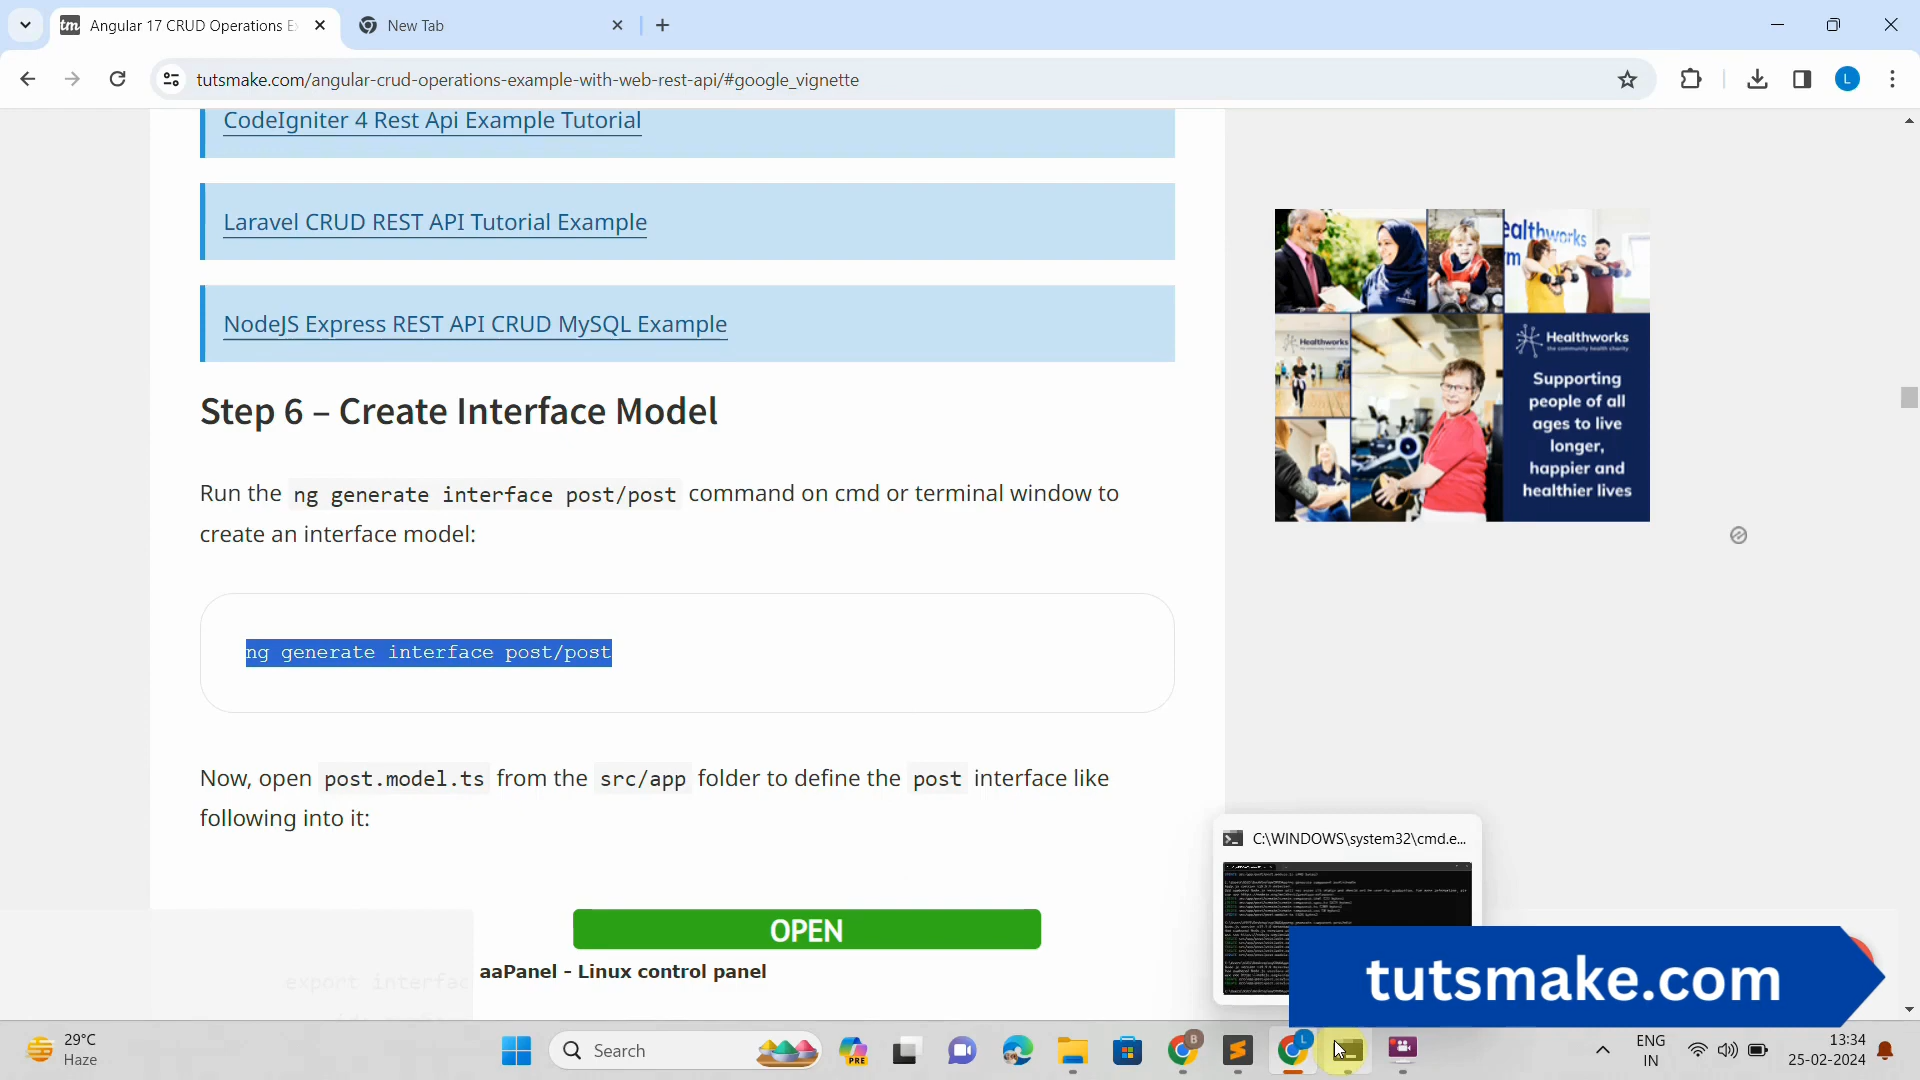 Angular 17 CRUD Operations E
New Tab
tutsmake.com/angular-crud-operations-example-with-web-rest-api/#google_vignette
L
CodeIgniter 4 Rest Api Example Tutorial
Laravel CRUD REST API Tutorial Example
NodeJS Express REST API CRUD MySQL Example
Step 6 – Create Interface Model
Run the ng generate interface post/post command on cmd or terminal window to
create an interface model:
ng generate interface post/post
Now, open post.model.ts from the src/app folder to define the post interface like
following into it:
export interfac
OPEN
aaPanel - Linux control panel
Healthworks
the community health charity
Supporting
people of all
ages to live
longer,
happier and
healthier lives
C:\WINDOWS\system32\cmd.e...
tutsmake.com
29°C
Haze
Search
PRE
B
L
ENG
IN
13:34
25-02-2024